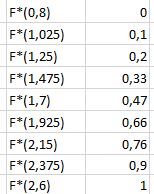 F*(0,8) 0
F*(1,025) 0,1
F*(1,25) 0,2
F*(1,475) 0,33
F*(1,7) 0,47
F*(1,925) 0,66
F*(2,15) 0,76
F*(2,375) 0,9
F*(2,6) 1